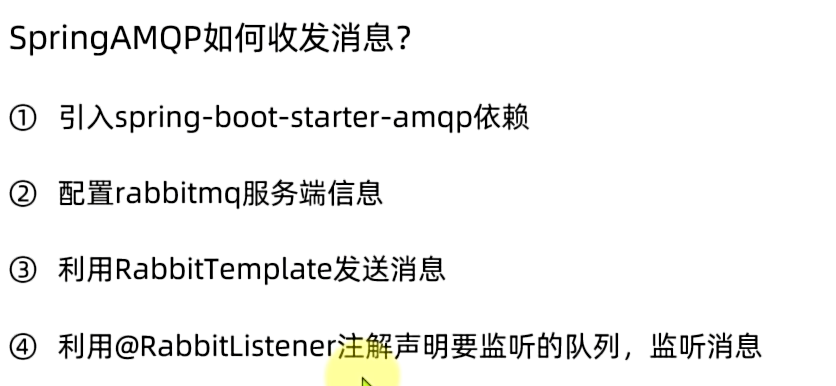 SpringAMQP如何收发消息？
① 引入spring-boot-starter-amqp依赖
② 配置rabbitmq服务端信息
③ 利用RabbitTemplate发送消息
④ 利用@RabbitListener注解声明要监听的队列，监听消息